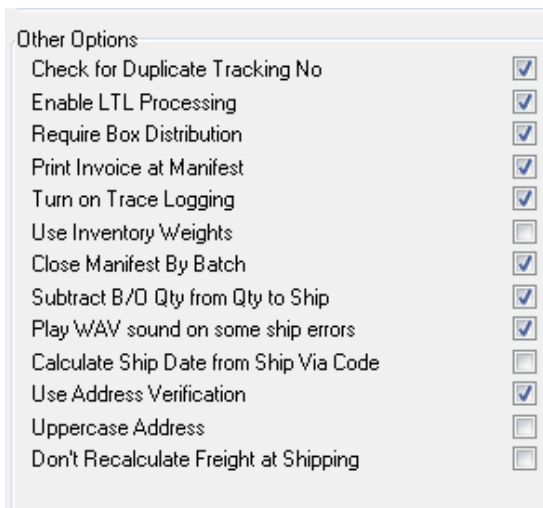 Other Options
Check for Duplicate Tracking No
Enable LTL Processing
Require Box Distribution
Print Invoice at Manifest
Turn on Trace Logging
Use Inventory Weights
Close Manifest By Batch
Subtract B/O Qty from Qty to Ship
Play WAV sound on some ship errors
Calculate Ship Date from Ship Via Code
Use Address Verification
Uppercase Address
Don't Recalculate Freight at Shipping